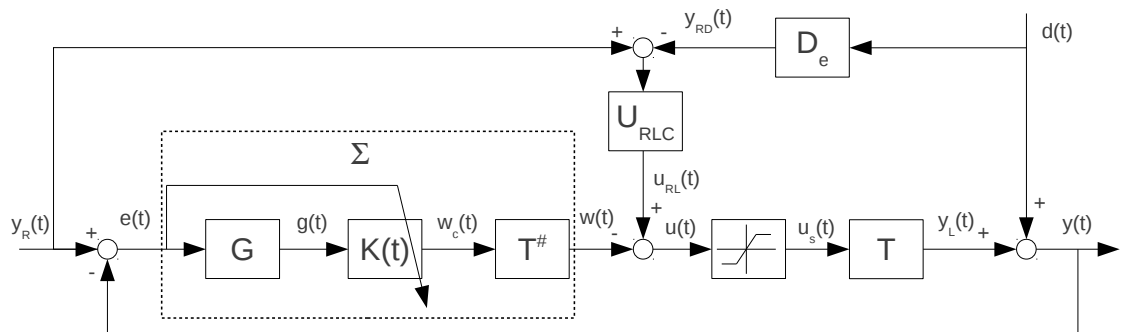 y_RD(t)
d(t)
+
-
D_e
U_RLC
Σ
u_RL(t)
y_R(t)
+
e(t)
g(t)
w_c(t)
w(t)
+
u(t)
u_s(t)
y_L(t)
+
+
y(t)
-
G
K(t)
T^#
-
T